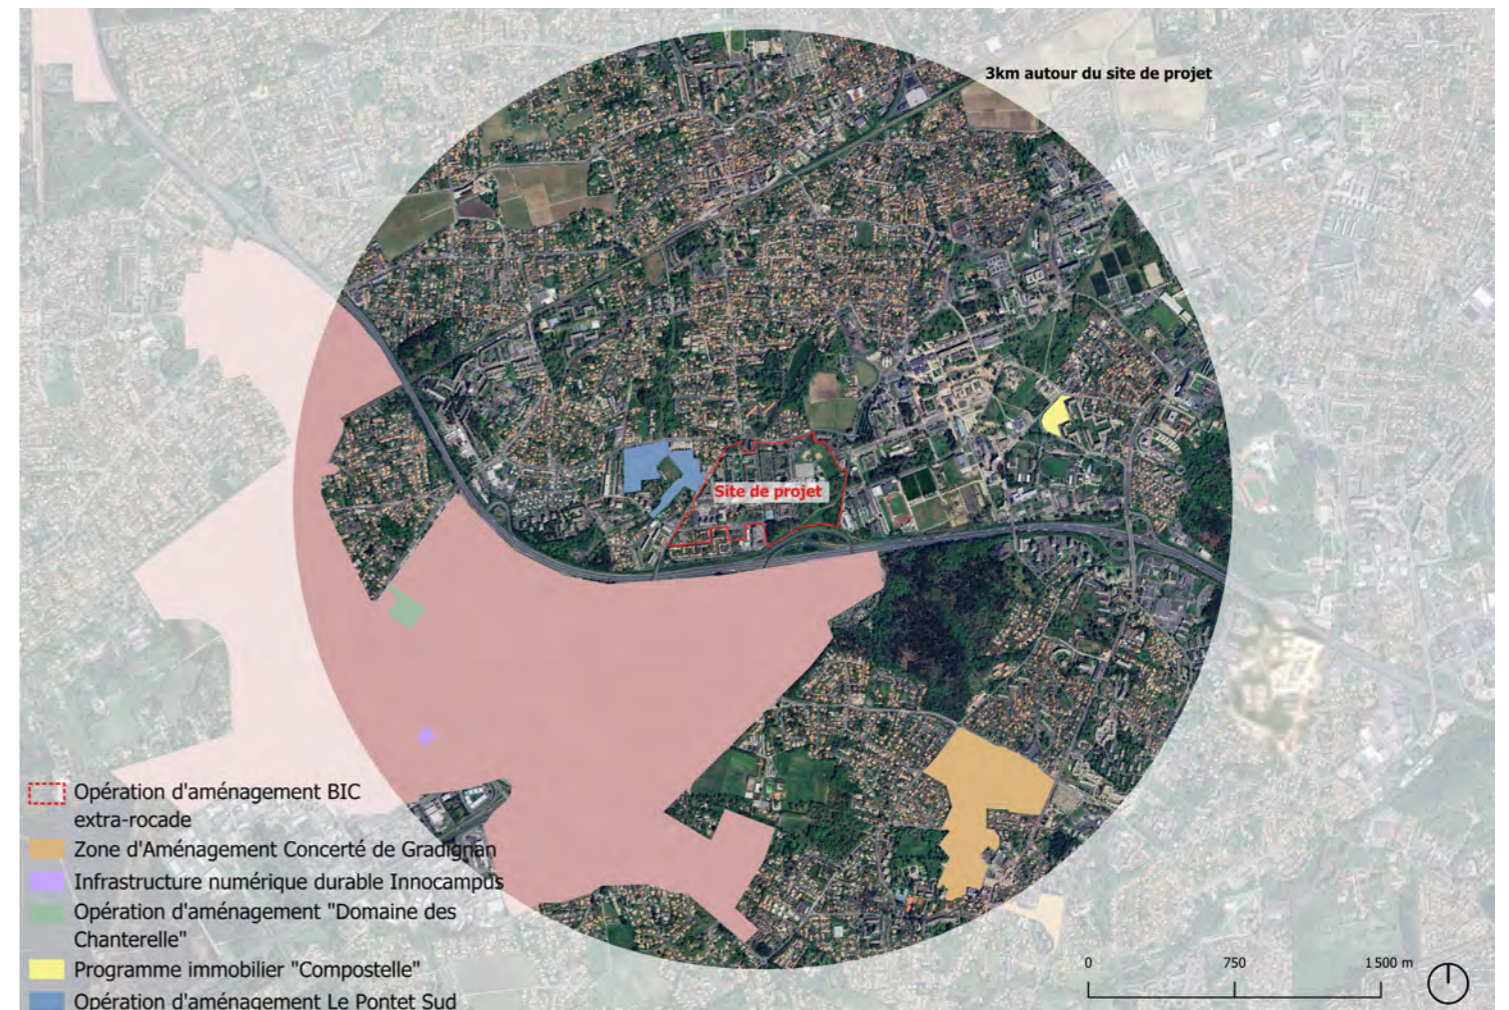 3km autour du site de projet
Site de projet
Opération d'aménagement BIC
extra-rocade
Zone d'Aménagement Concerté de Gradignan
Infrastructure numérique durable Innocampus
Opération d'aménagement "Domaine des
Chanterelle"
Programme immobilier "Compostelle"
Opération d'aménagement Le Pontet Sud
0 750 1 500 m